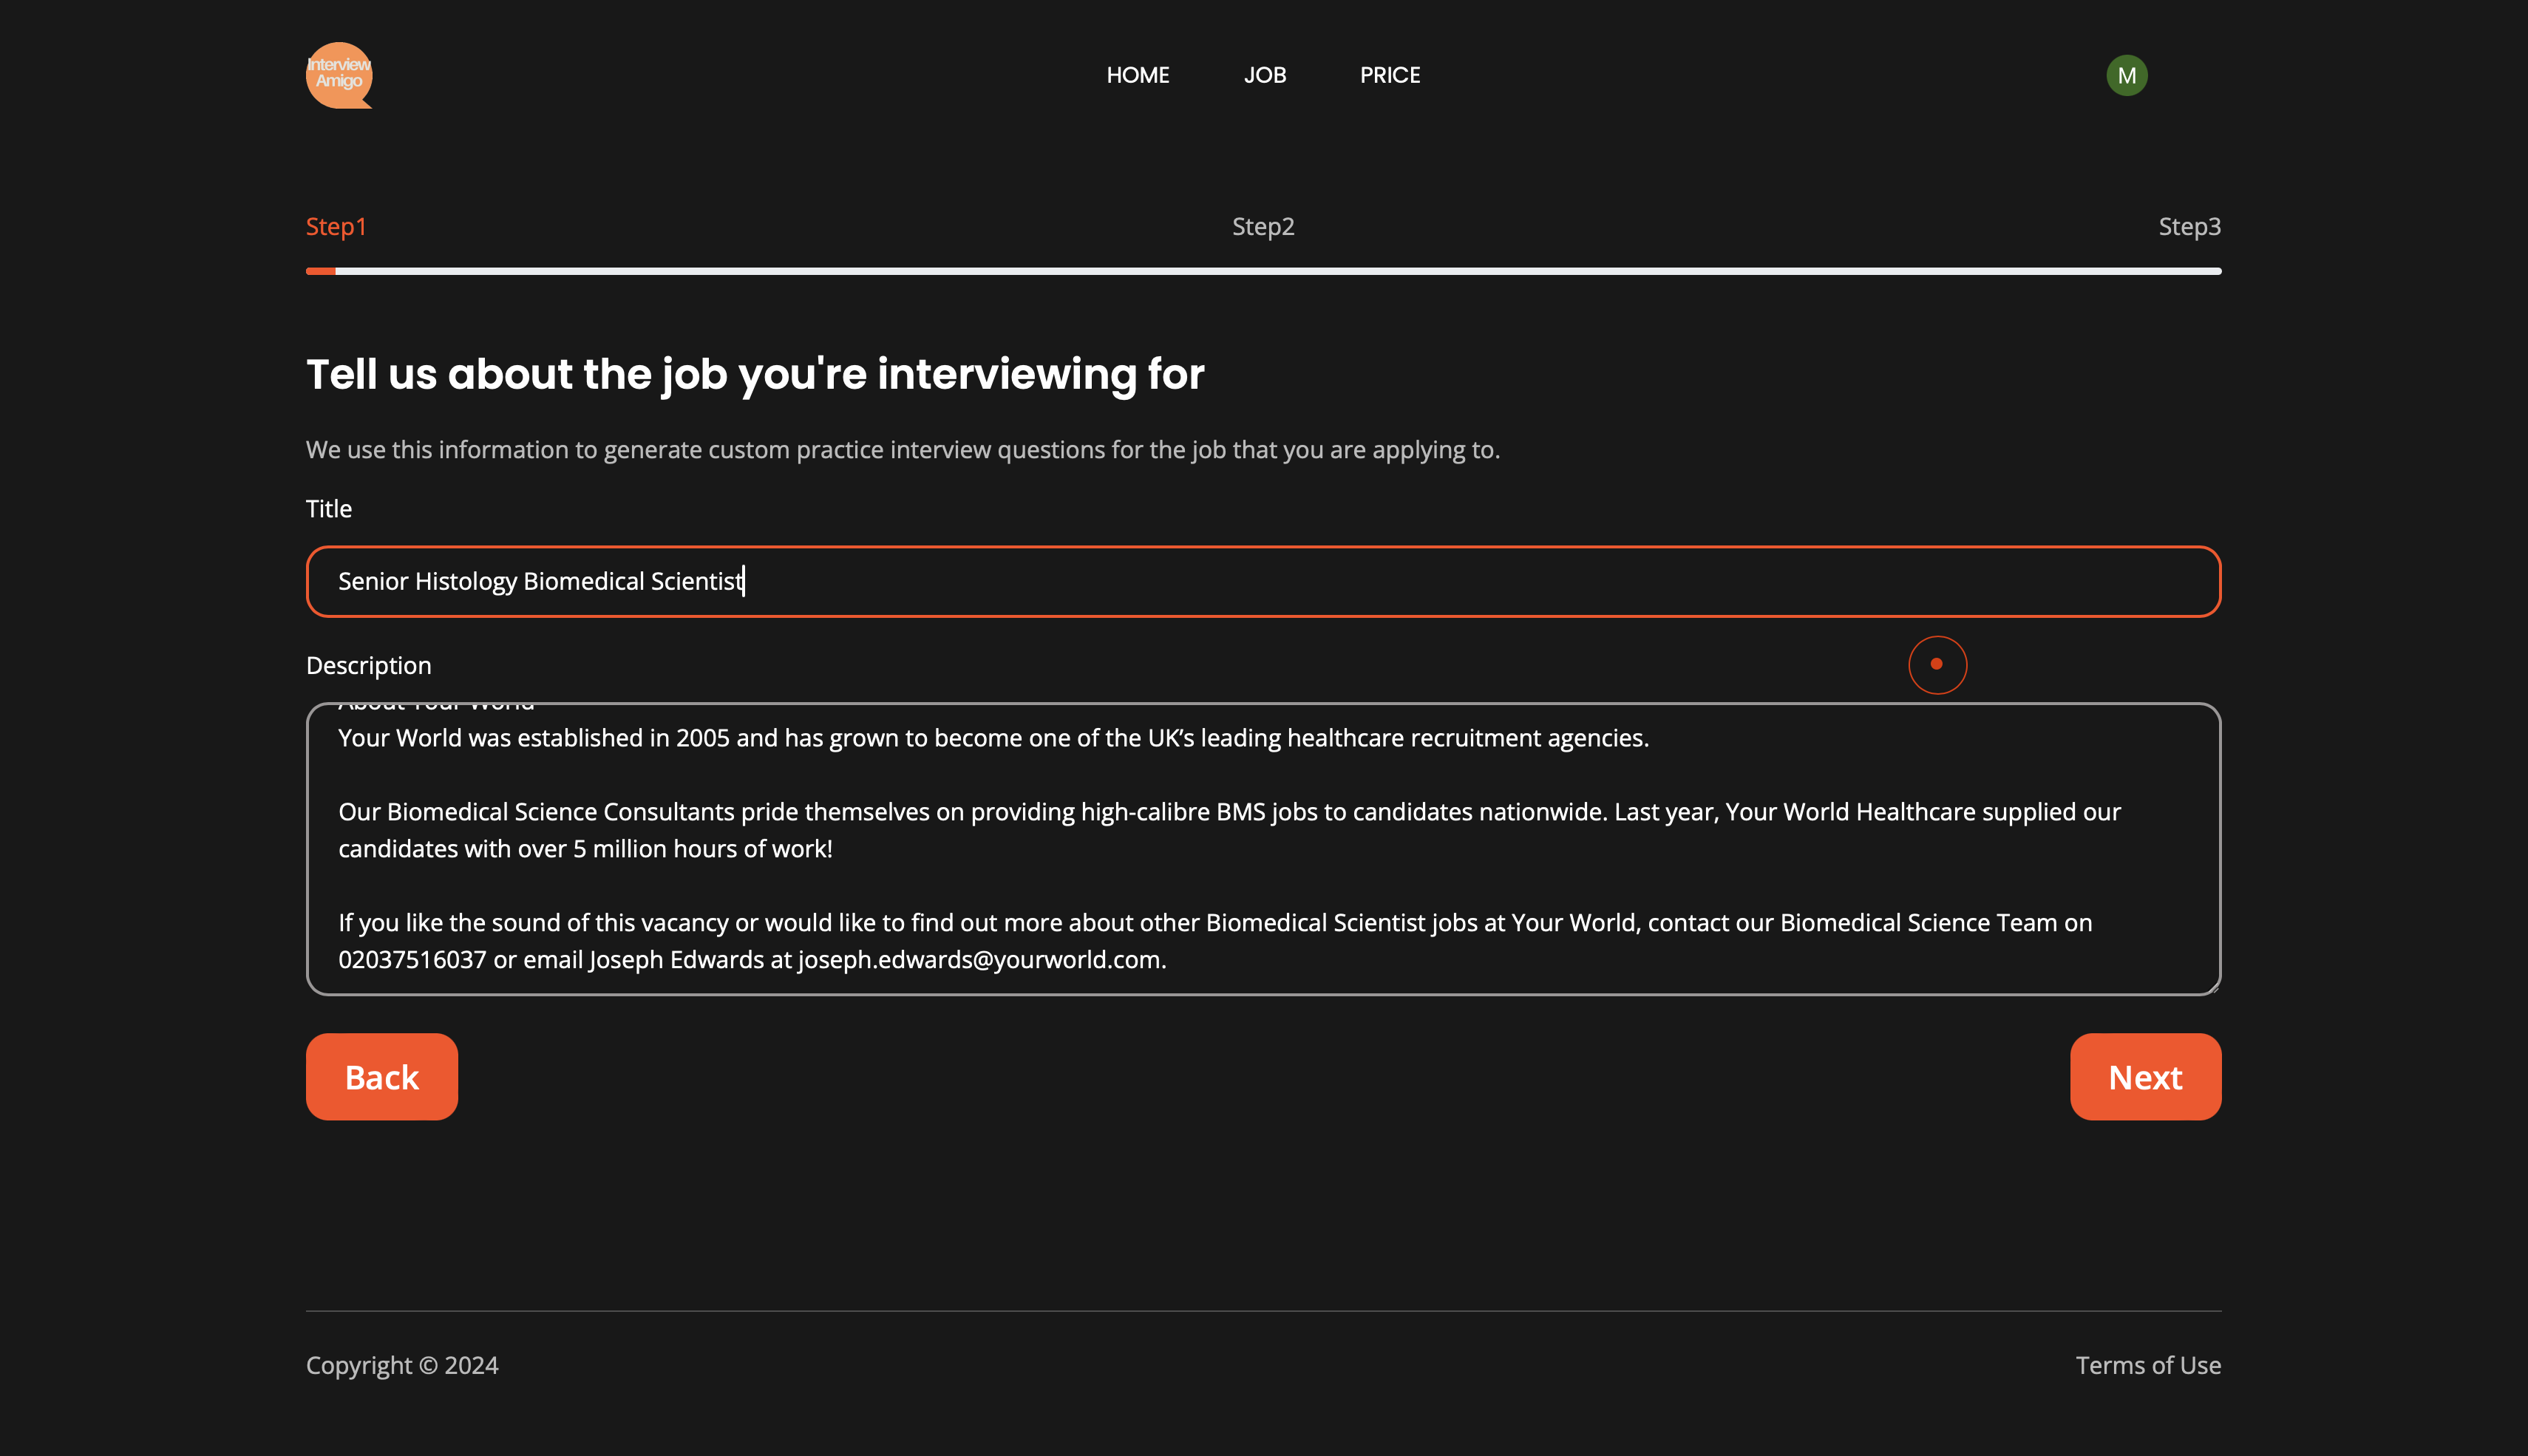 Interview
Amigo
HOME JOB PRICE
M
Step1 Step2 Step3
Tell us about the job you're interviewing for
We use this information to generate custom practice interview questions for the job that you are applying to.
Title
Senior Histology Biomedical Scientist
Description
About Your World
Your World was established in 2005 and has grown to become one of the UK’s leading healthcare recruitment agencies.
Our Biomedical Science Consultants pride themselves on providing high-calibre BMS jobs to candidates nationwide. Last year, Your World Healthcare supplied our
candidates with over 5 million hours of work!
If you like the sound of this vacancy or would like to find out more about other Biomedical Scientist jobs at Your World, contact our Biomedical Science Team on
02037516037 or email Joseph Edwards at joseph.edwards@yourworld.com.
Back Next
Copyright © 2024 Terms of Use